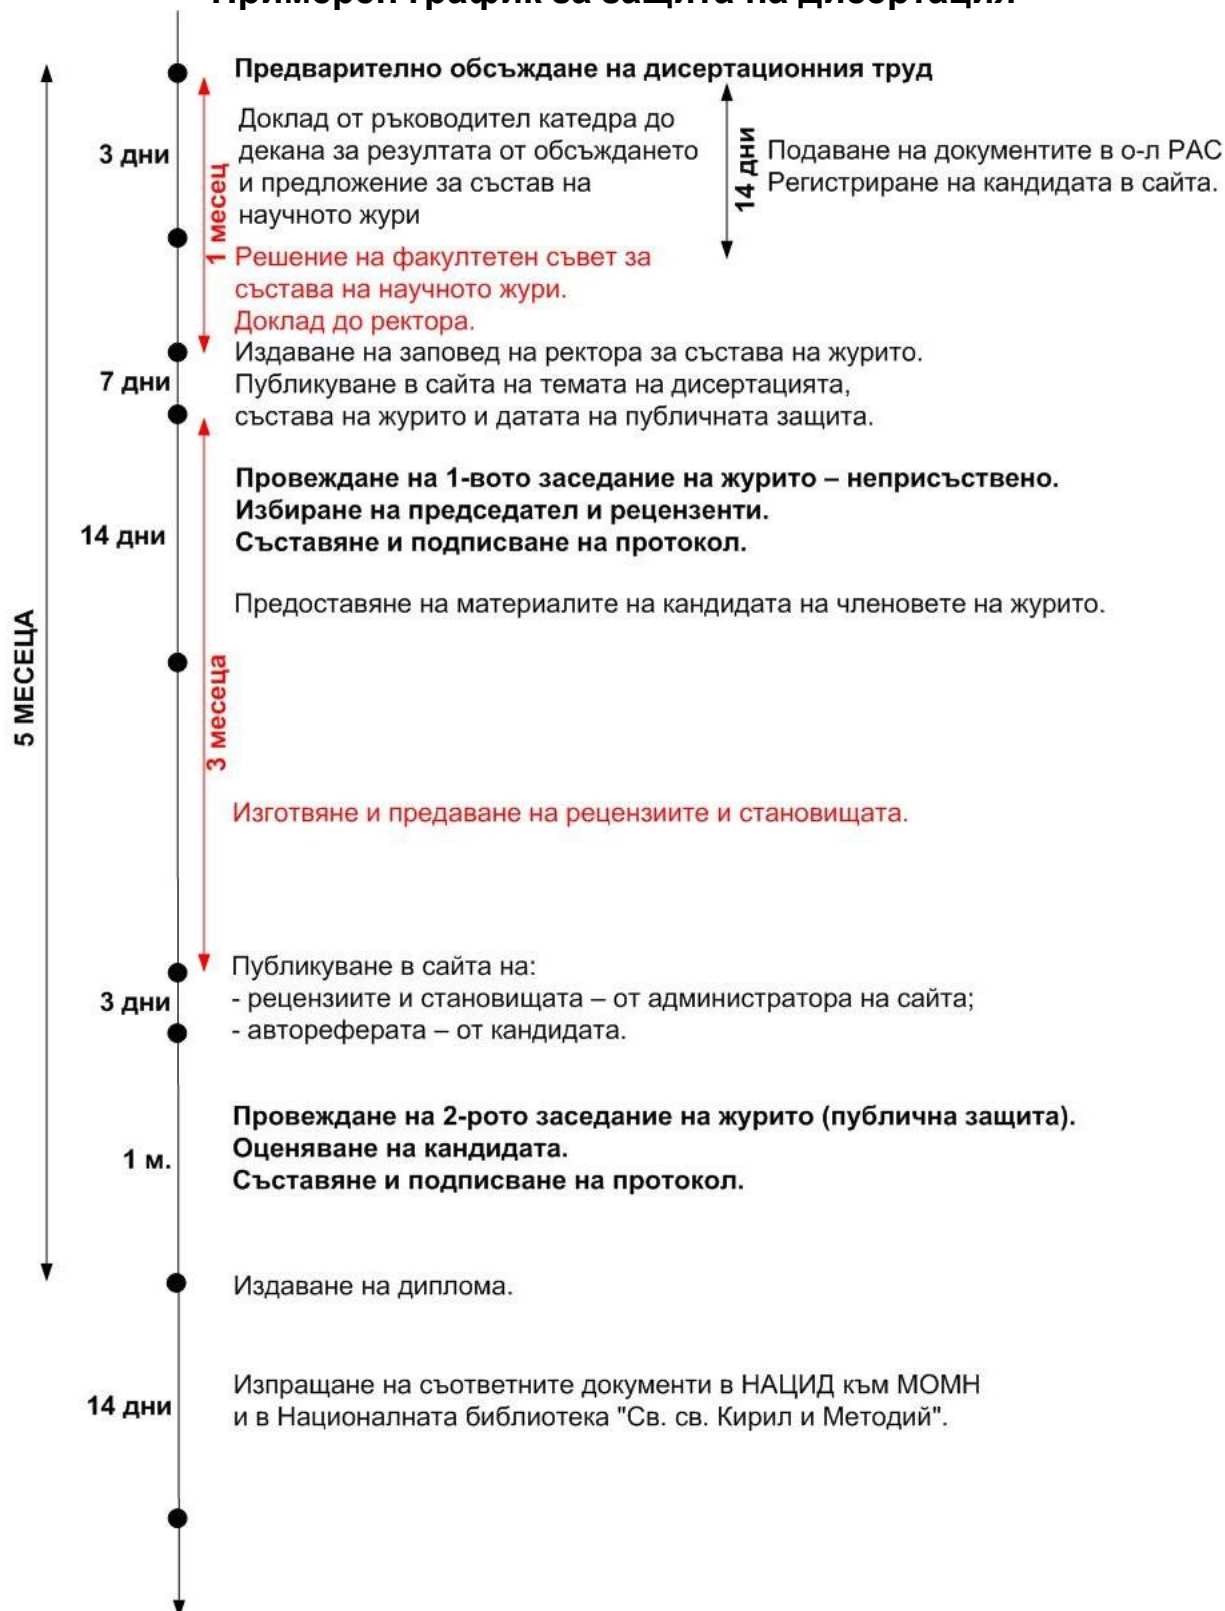 Примерен график за защита на дисертация
Предварително обсъждане на дисертационния труд
3 дни
1 месец
Доклад от ръководител катедра до
декана за резултата от обсъждането
и предложение за състав на
научното жури
14 дни
Подаване на документите в о-л РАС
Регистриране на кандидата в сайта.
Решение на факултетен съвет за
състава на научното жури.
Доклад до ректора.
Издаване на заповед на ректора за състава на журито.
7 дни
Публикуване в сайта на темата на дисертацията,
състава на журито и датата на публичната защита.
Провеждане на 1-вото заседание на журито – неприсъствено.
Избиране на председател и рецензенти.
14 дни
Съставяне и подписване на протокол.
Предоставяне на материалите на кандидата на членовете на журито.
5 МЕСЕЦА
3 месеца
Изготвяне и предаване на рецензиите и становищата.
Публикуване в сайта на:
3 дни
- рецензиите и становищата – от администратора на сайта;
- автореферата – от кандидата.
Провеждане на 2-рото заседание на журито (публична защита).
Оценяване на кандидата.
1 м.
Съставяне и подписване на протокол.
Издаване на диплома.
14 дни
Изпращане на съответните документи в НАЦИД към МОМН
и в Националната библиотека "Св. св. Кирил и Методий".